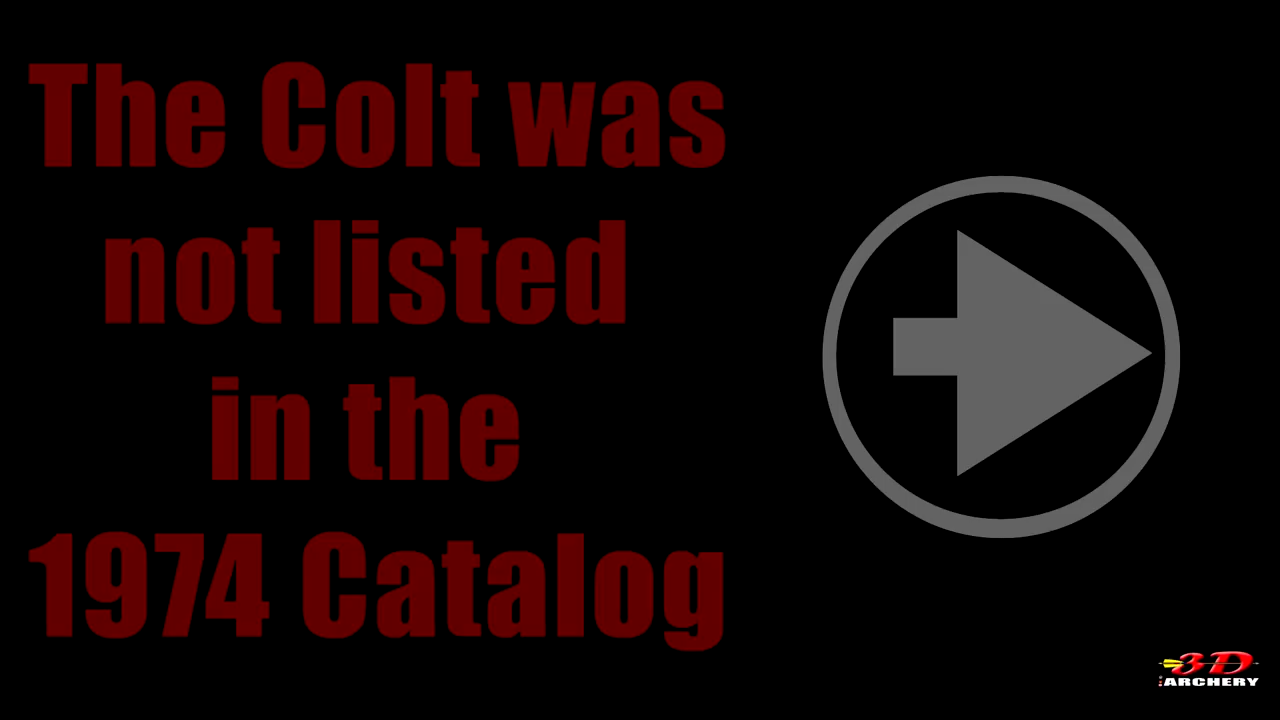 The Colt was
not listed
in the
1974 Catalog
3D
ARCHERY